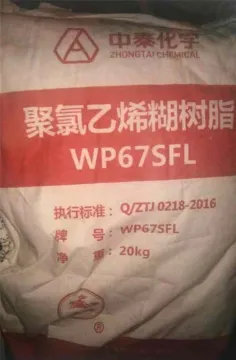 中泰化学
ZHONGTAI CHEMICAL
聚氯乙烯糊树脂
WP67SFL
执行标准：Q/ZTJ 0218-2016
牌　号：WP67SFL
净　重：20kg
®